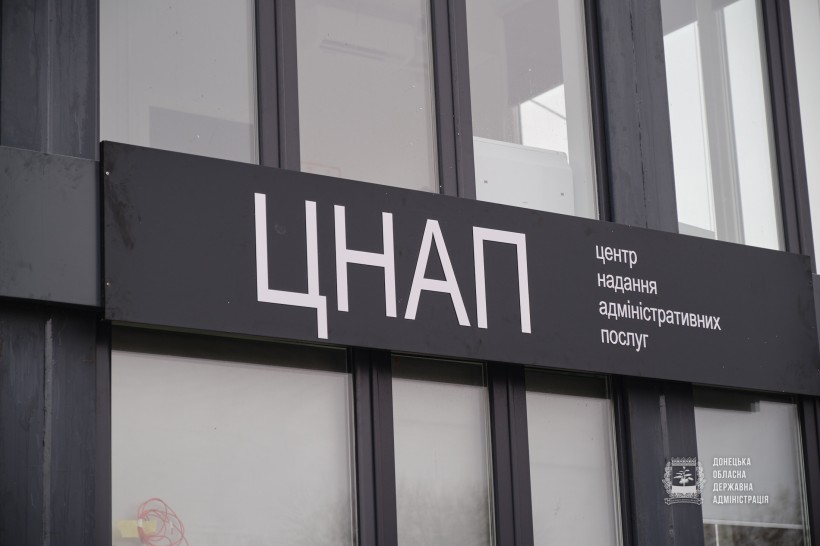 ЦНАП
центр
надання
адміністративних
послуг
ДОНЕЦЬКА
ОБЛАСНА
ДЕРЖАВНА
АДМІНІСТРАЦІЯ